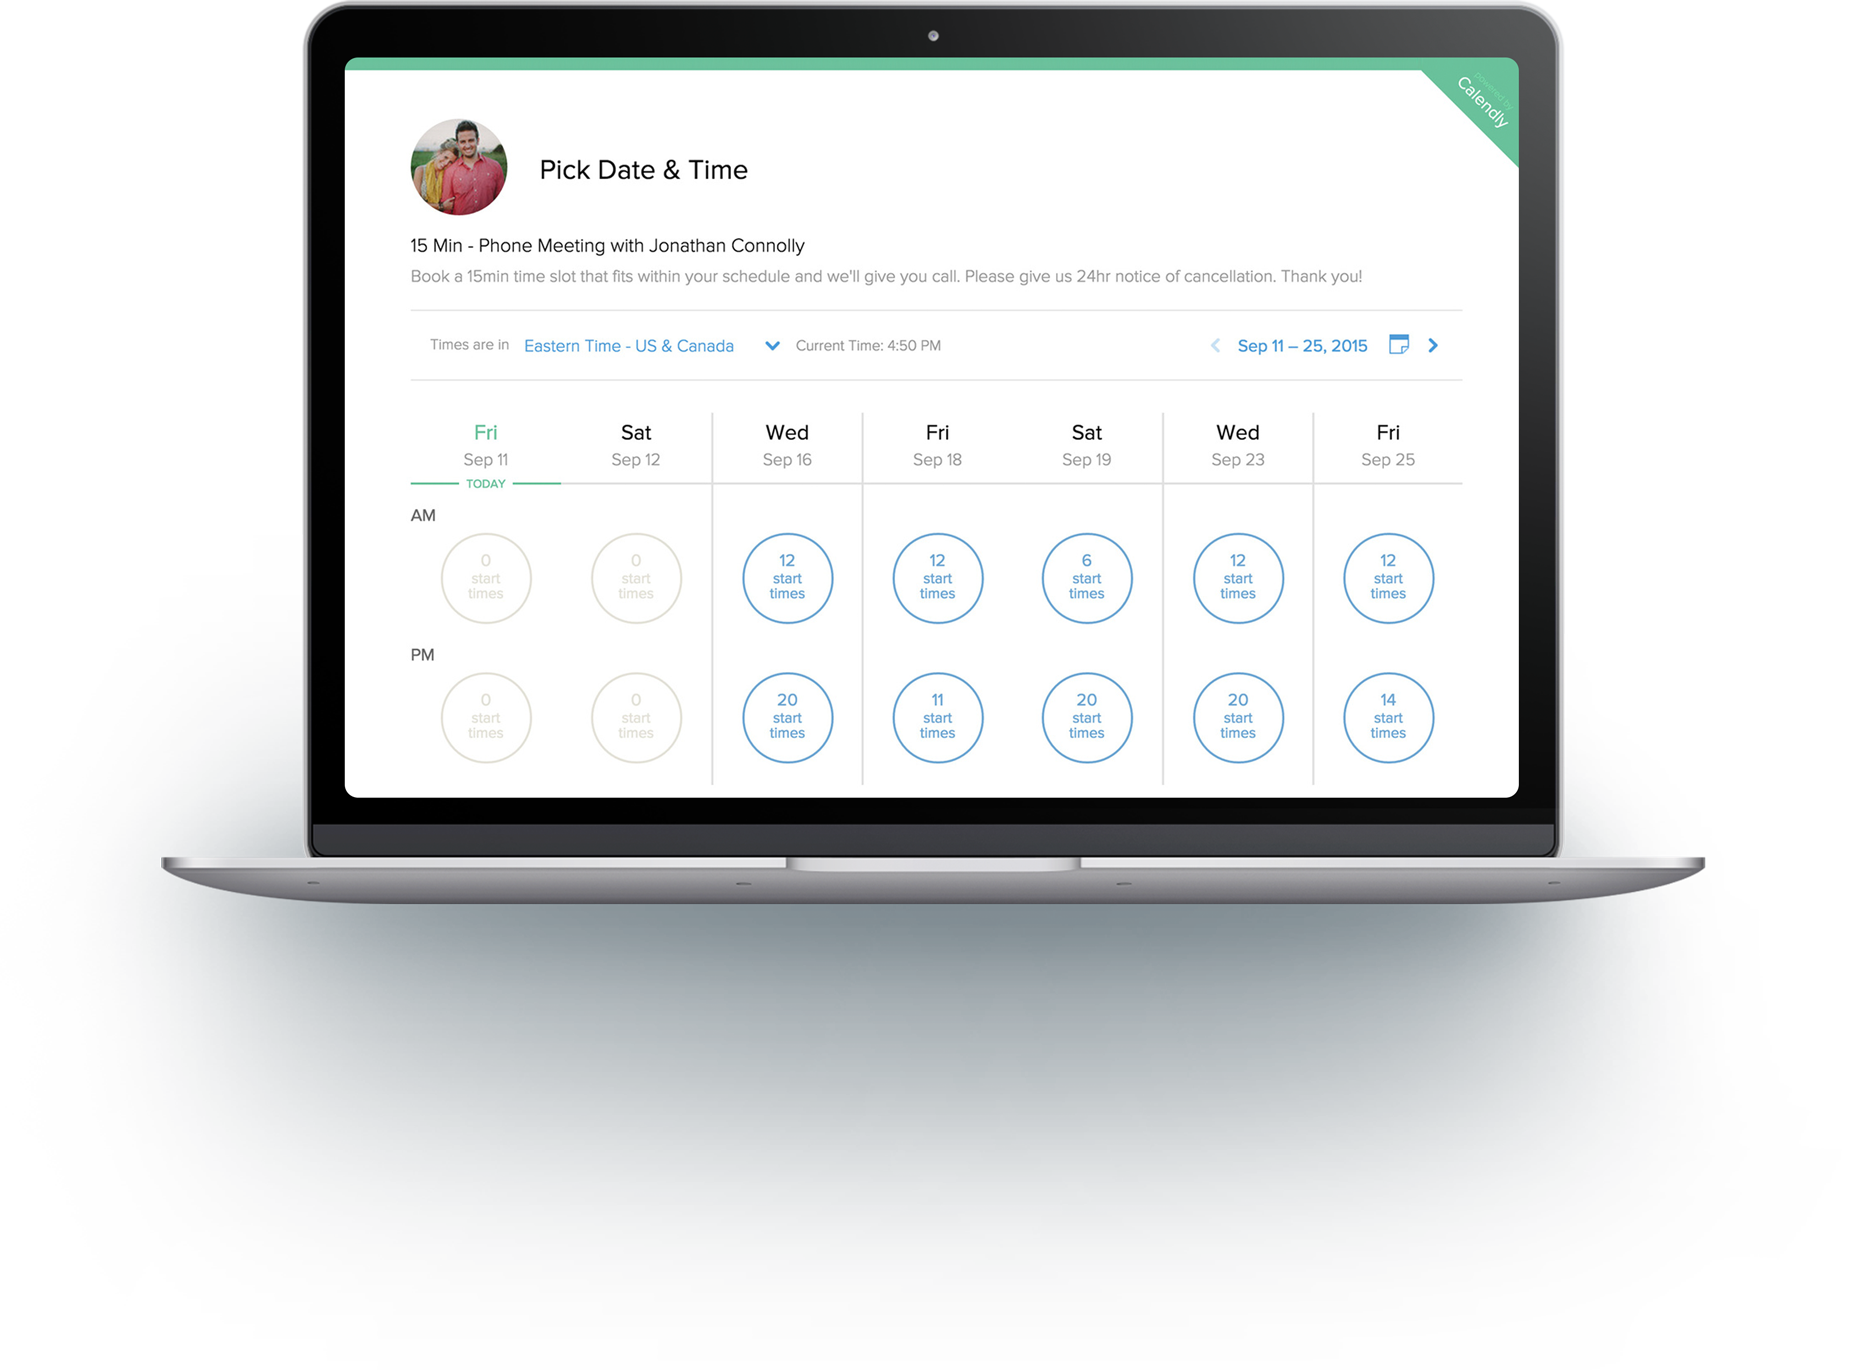 powered by
Calendly
Pick Date & Time
15 Min - Phone Meeting with Jonathan Connolly
Book a 15min time slot that fits within your schedule and we'll give you call. Please give us 24hr notice of cancellation. Thank you!
Times are in Eastern Time - US & Canada Current Time: 4:50 PM Sep 11 – 25, 2015
Fri Sat Wed Fri Sat Wed Fri
Sep 11 Sep 12 Sep 16 Sep 18 Sep 19 Sep 23 Sep 25
TODAY
AM
0 0 12 12 6 12 12
start start start start start start start
times times times times times times times
PM
0 0 20 11 20 20 14
start start start start start start start
times times times times times times times